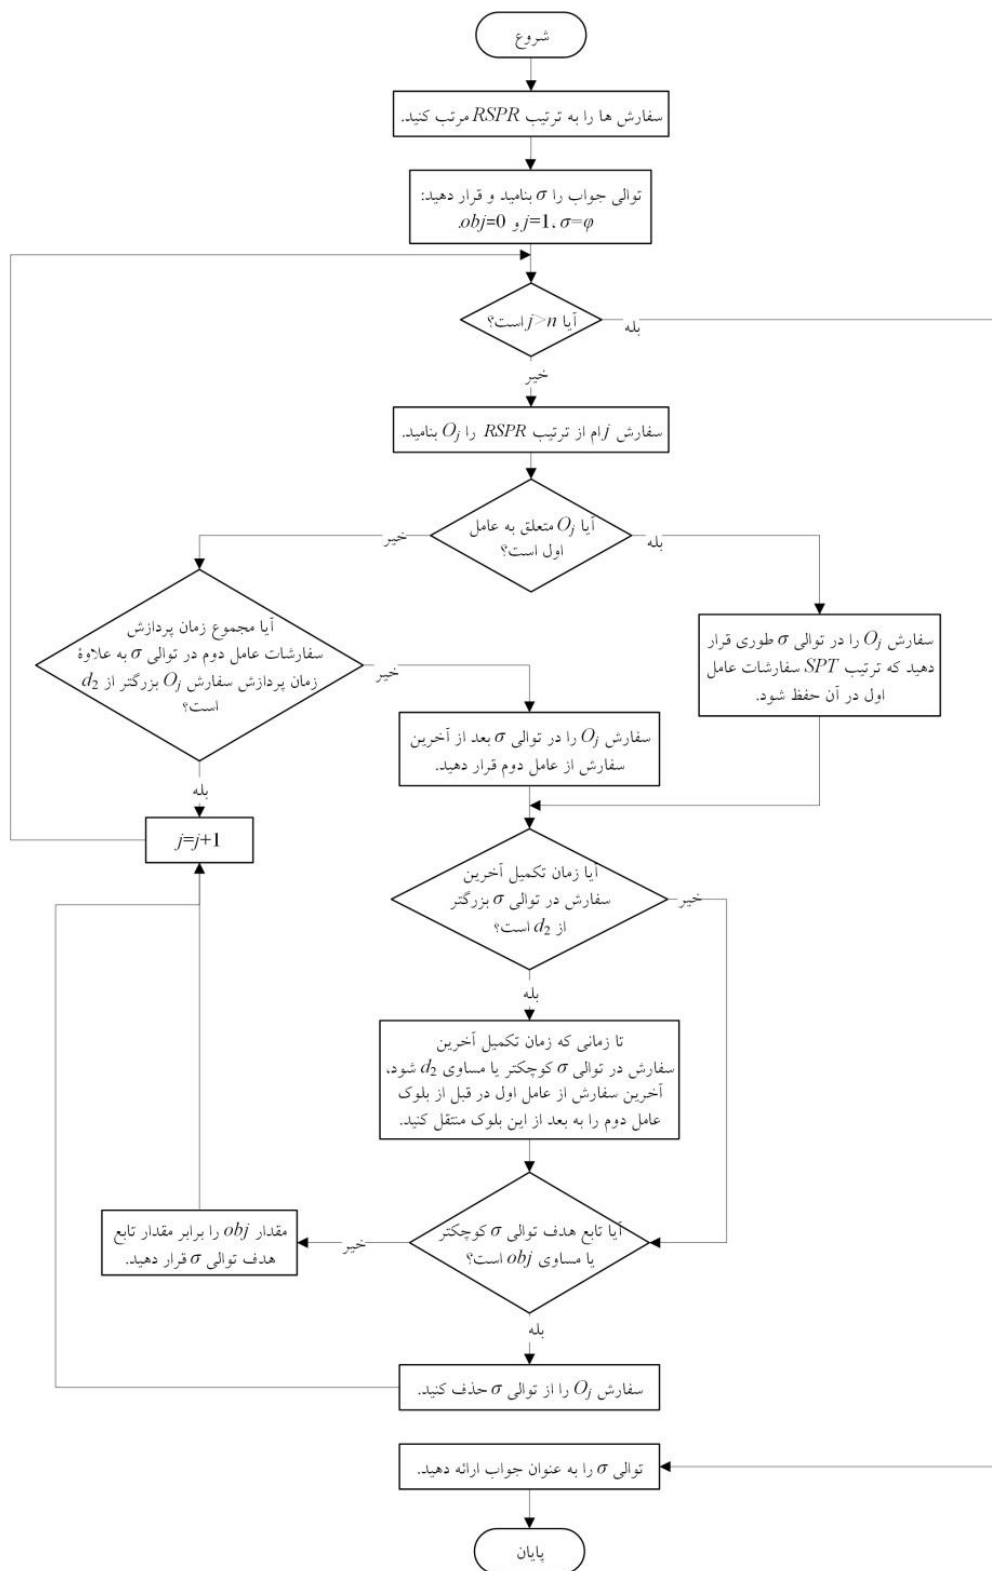 شروع
سفارش ها را به ترتیب RSPR مرتب کنید.
توالی جواب را σ بنامید و قرار دهید:
σ=φ ،j=1 و obj=0.
آیا j>n است؟
بله
خیر
سفارش j ام از ترتیب RSPR را Oj بنامید.
آیا Oj متعلق به عامل
اول است؟
خیر
بله
آیا مجموع زمان پردازش
سفارشات عامل دوم در توالی σ به علاوۀ
زمان پردازش سفارش Oj بزرگتر از d2
است؟
خیر
بله
سفارش Oj را در توالی σ طوری قرار
دهید که ترتیب SPT سفارشات عامل
اول در آن حفظ شود.
سفارش Oj را در توالی σ بعد از آخرین
سفارش از عامل دوم قرار دهید.
j=j+1
آیا زمان تکمیل آخرین
سفارش در توالی σ بزرگتر
از d2 است؟
خیر
بله
تا زمانی که زمان تکمیل آخرین
سفارش در توالی σ کوچکتر یا مساوی d2 شود،
آخرین سفارش از عامل اول در قبل از بلوک
عامل دوم را به بعد از این بلوک منتقل کنید.
آیا تابع هدف توالی σ کوچکتر
یا مساوی obj است؟
خیر
بله
مقدار obj را برابر مقدار تابع
هدف توالی σ قرار دهید.
سفارش Oj را از توالی σ حذف کنید.
توالی σ را به عنوان جواب ارائه دهید.
پایان